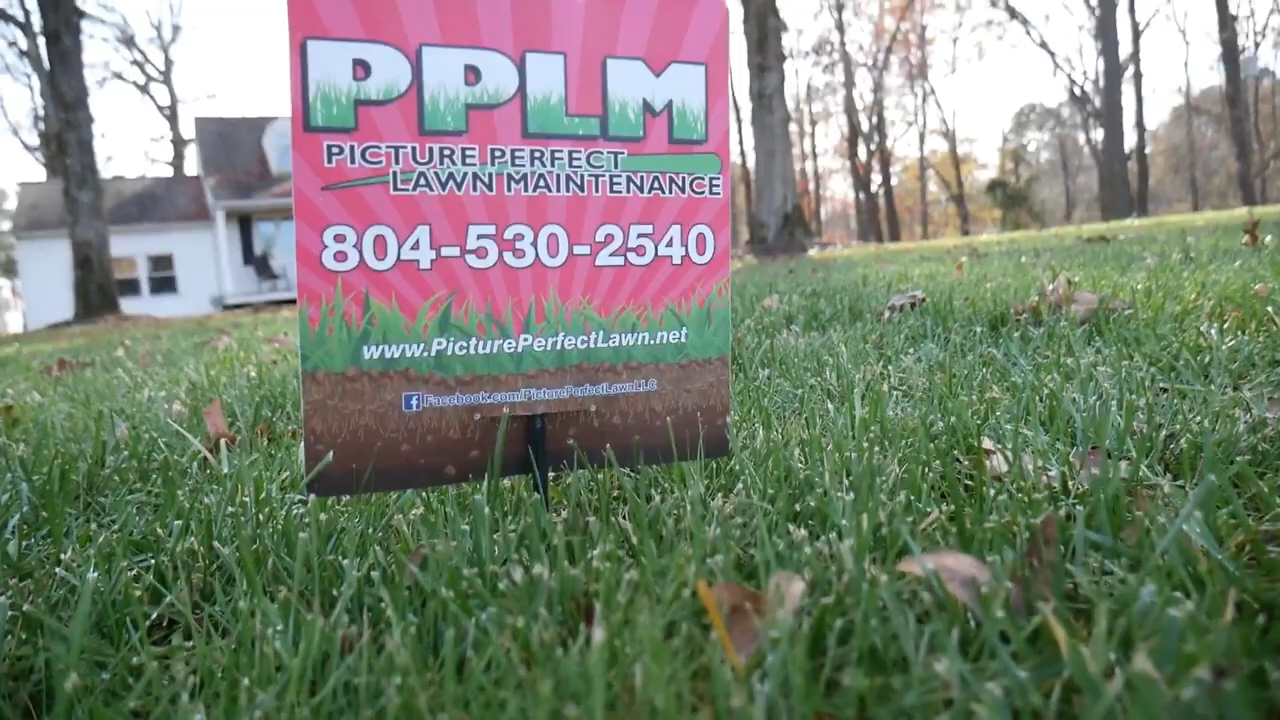 PPLM
PICTURE PERFECT
LAWN MAINTENANCE
804-530-2540
www.PicturePerfectLawn.net
Facebook.com/PicturePerfectLawnLLC